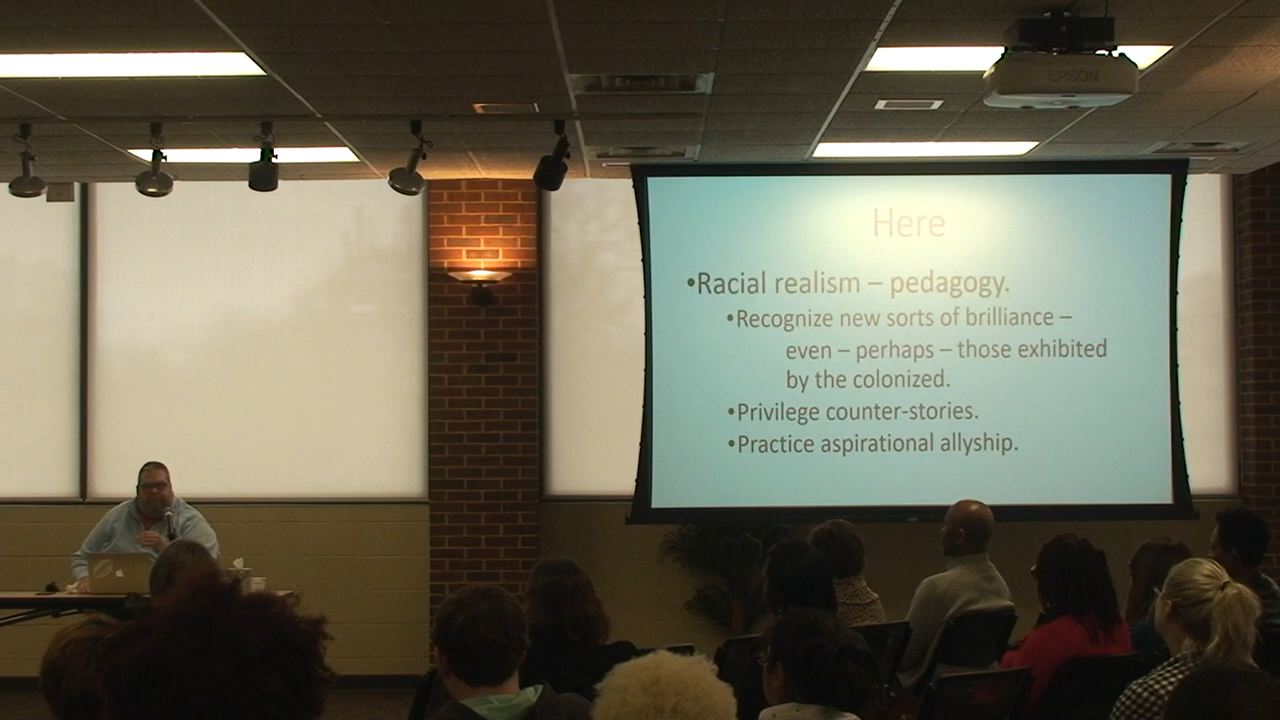 EPSON
Here
•Racial realism – pedagogy.
•Recognize new sorts of brilliance –
even – perhaps – those exhibited
by the colonized.
•Privilege counter-stories.
•Practice aspirational allyship.